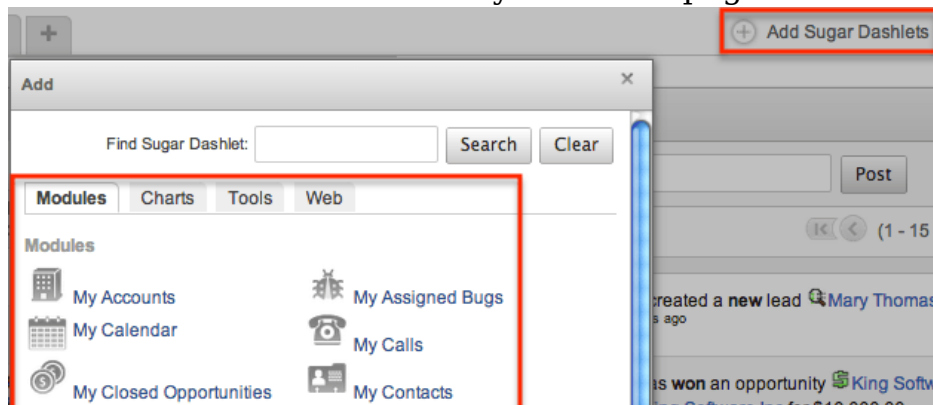 Add Sugar Dashlets
Add
Find Sugar Dashlet: Search Clear
Post
Modules Charts Tools Web
(1 - 15
Modules
My Accounts My Assigned Bugs
created a new lead Mary Thomas
s ago
My Calendar My Calls
My Closed Opportunities My Contacts
as won an opportunity King Softw